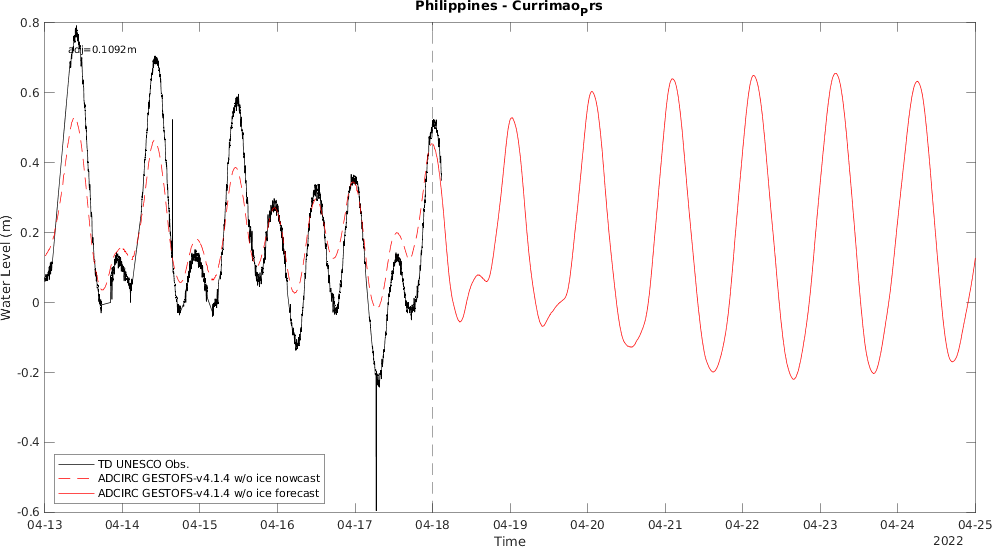 Philippines - Currimaoprs
adj=0.1092m
0.8
0.6
0.4
0.2
0
-0.2
-0.4
-0.6
Water Level (m)
TD UNESCO Obs.
ADCIRC GESTOFS-v4.1.4 w/o ice nowcast
ADCIRC GESTOFS-v4.1.4 w/o ice forecast
04-13 04-14 04-15 04-16 04-17 04-18 04-19 04-20 04-21 04-22 04-23 04-24 04-25
Time
2022